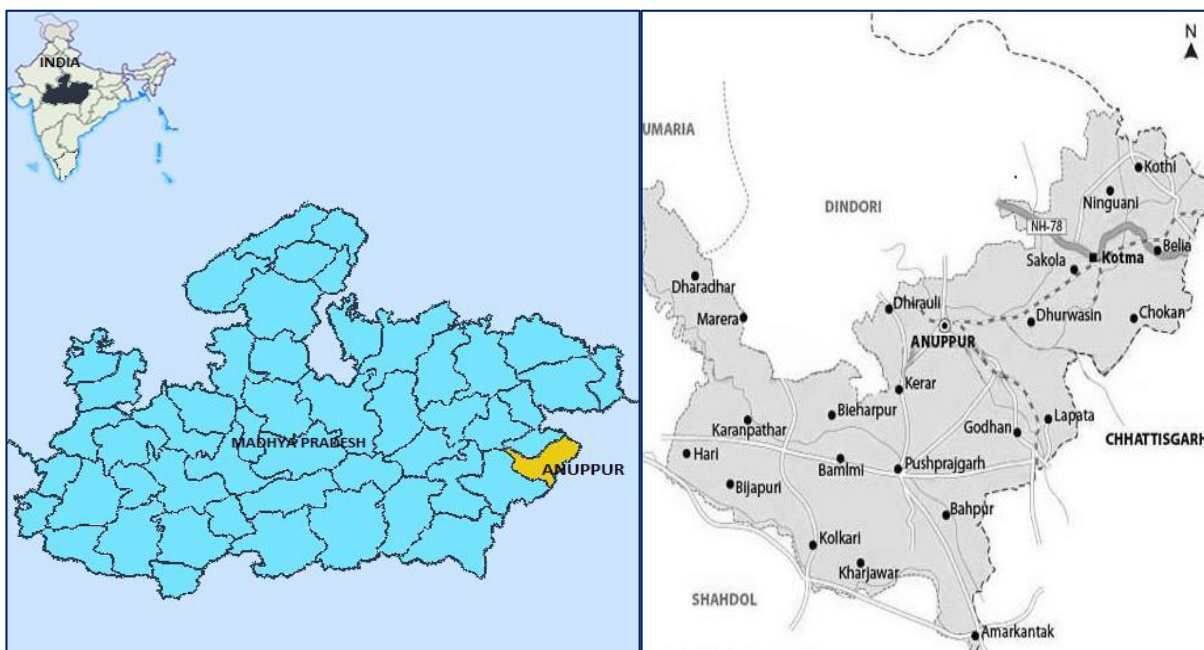 INDIA
MADHYA PRADESH
ANUPPUR
N
UMARIA
Kothi
Ninguani
DINDORI
NH-78
Belia
Kotma
Sakola
Dharadhar
Dhirauli
Marera
Dhurwasin
Chokan
ANUPPUR
Kerar
Bleharpur
Lapata
Karanpathar
Godhan
CHHATTISGARH
Hari
Bamlmi
Pushprajgarh
Bijapuri
Bahpur
Kolkari
Kharjawar
SHAHDOL
Amarkantak